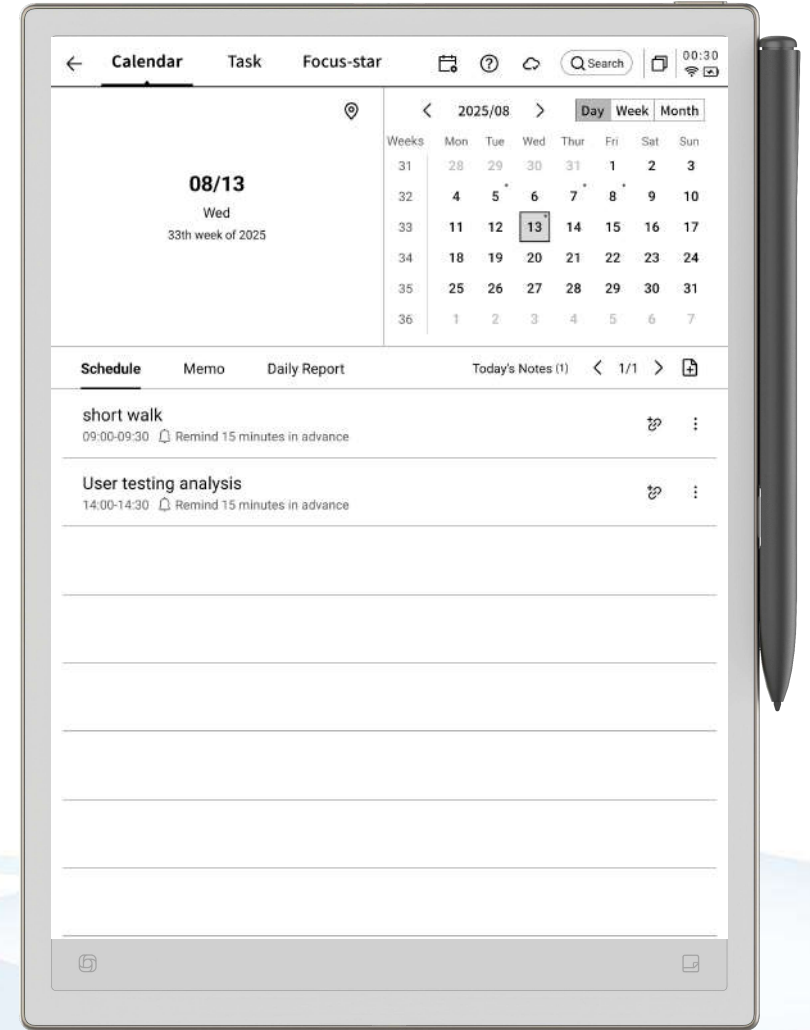 Calendar Task Focus-star Search 00:30
2025/08 Day Week Month
Weeks Mon Tue Wed Thur Fri Sat Sun
31 28 29 30 31 1 2 3
32 4 5 6 7 8 9 10
33 11 12 13 14 15 16 17
34 18 19 20 21 22 23 24
35 25 26 27 28 29 30 31
36 1 2 3 4 5 6 7
08/13
Wed
33th week of 2025
Schedule Memo Daily Report Today's Notes (1) 1/1
short walk
09:00-09:30 Remind 15 minutes in advance
User testing analysis
14:00-14:30 Remind 15 minutes in advance